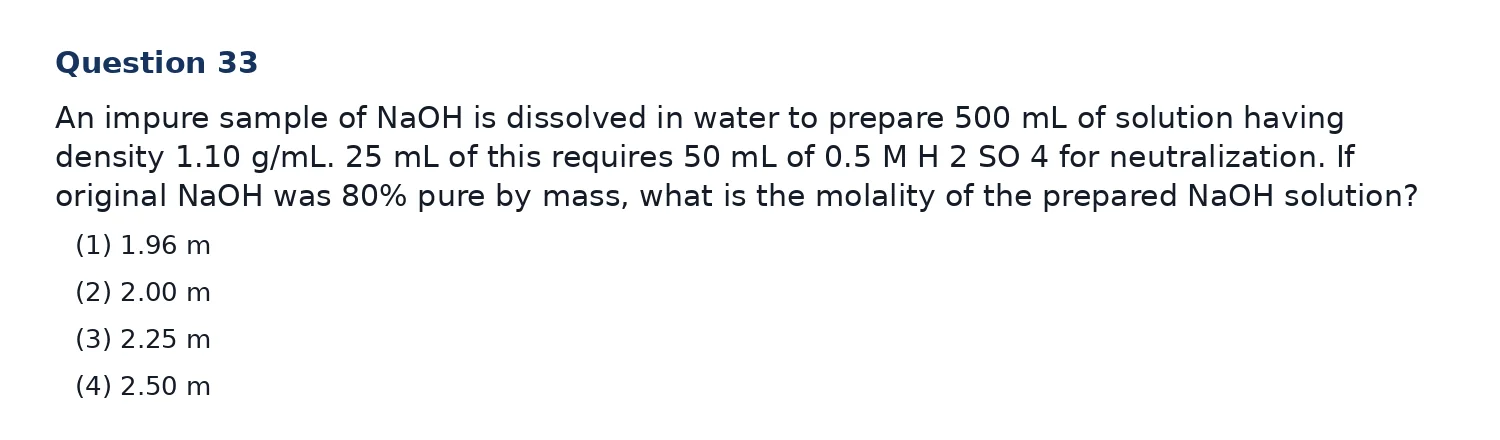 Question 33
An impure sample of NaOH is dissolved in water to prepare 500 mL of solution having
density 1.10 g/mL. 25 mL of this requires 50 mL of 0.5 M H 2 SO 4 for neutralization. If
original NaOH was 80% pure by mass, what is the molality of the prepared NaOH solution?
(1) 1.96 m
(2) 2.00 m
(3) 2.25 m
(4) 2.50 m